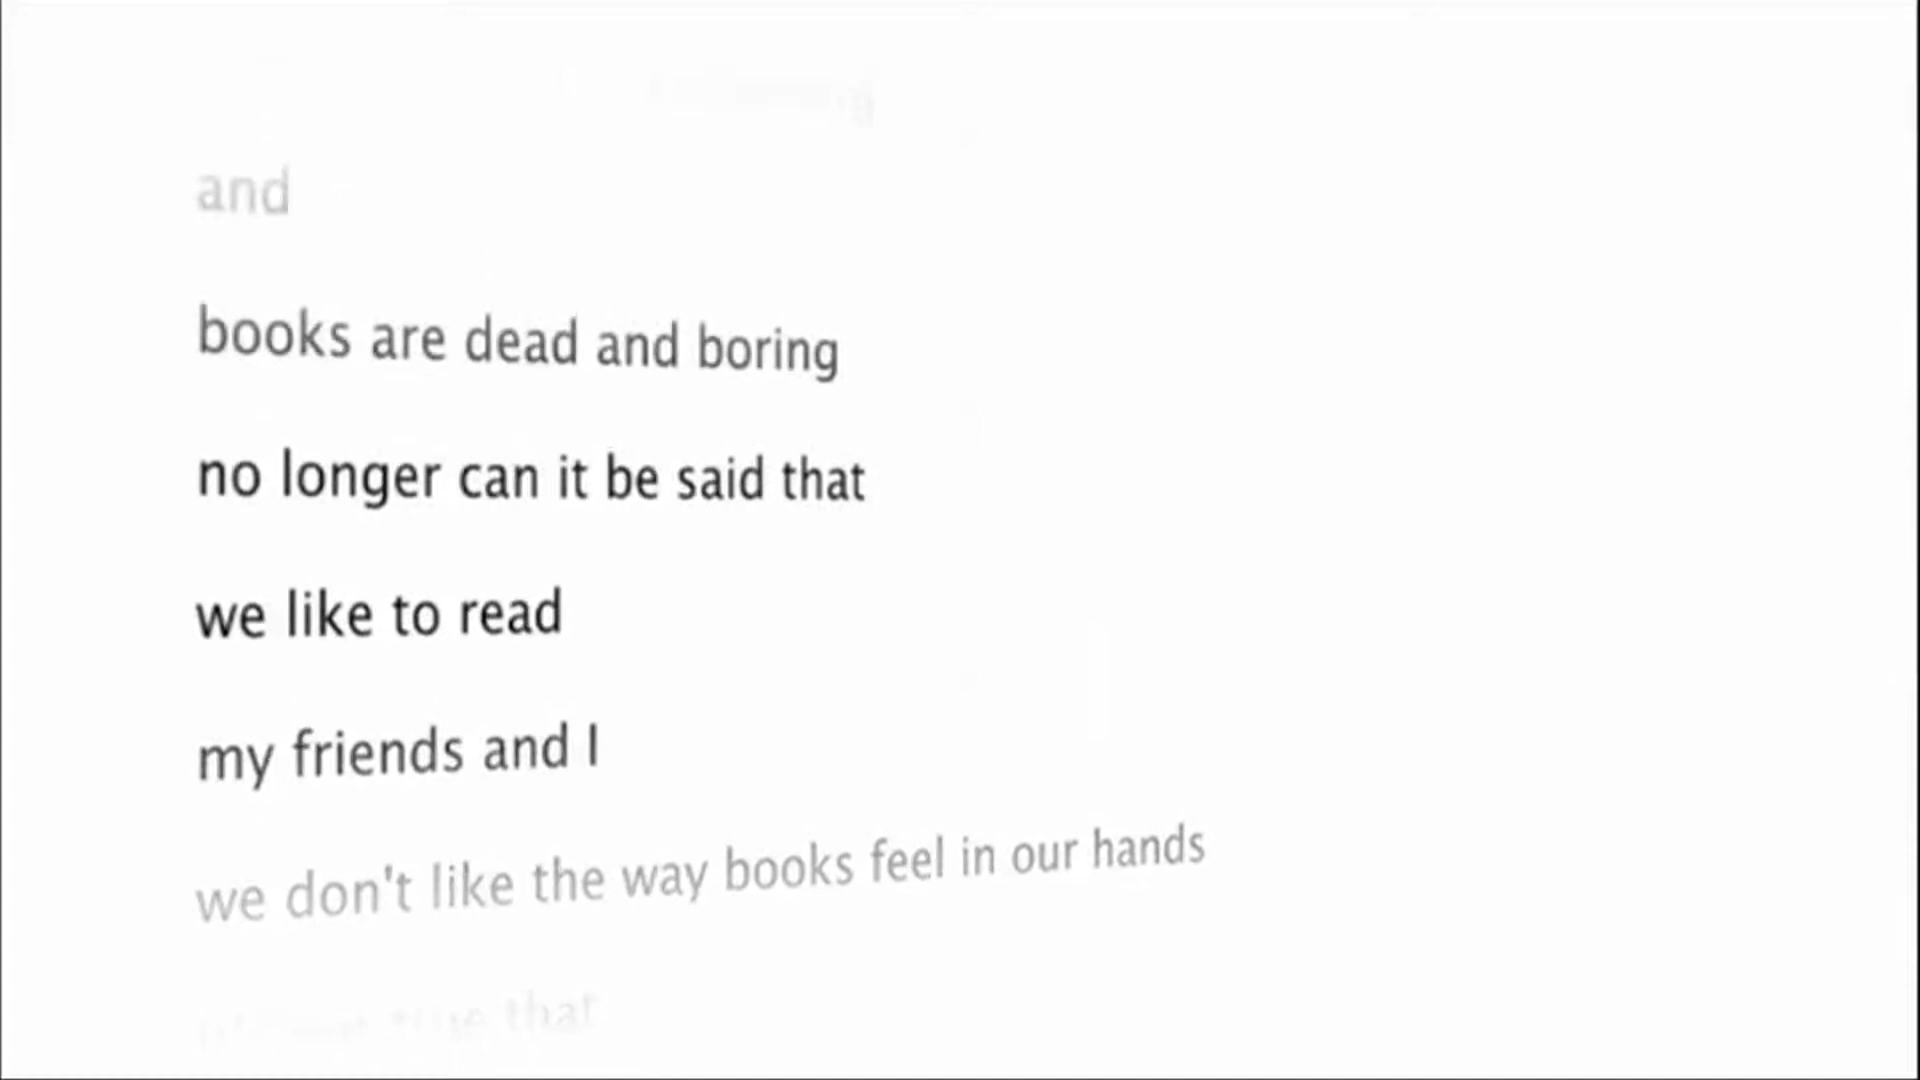 and
books are dead and boring
no longer can it be said that
we like to read
my friends and I
we don't like the way books feel in our hands
that